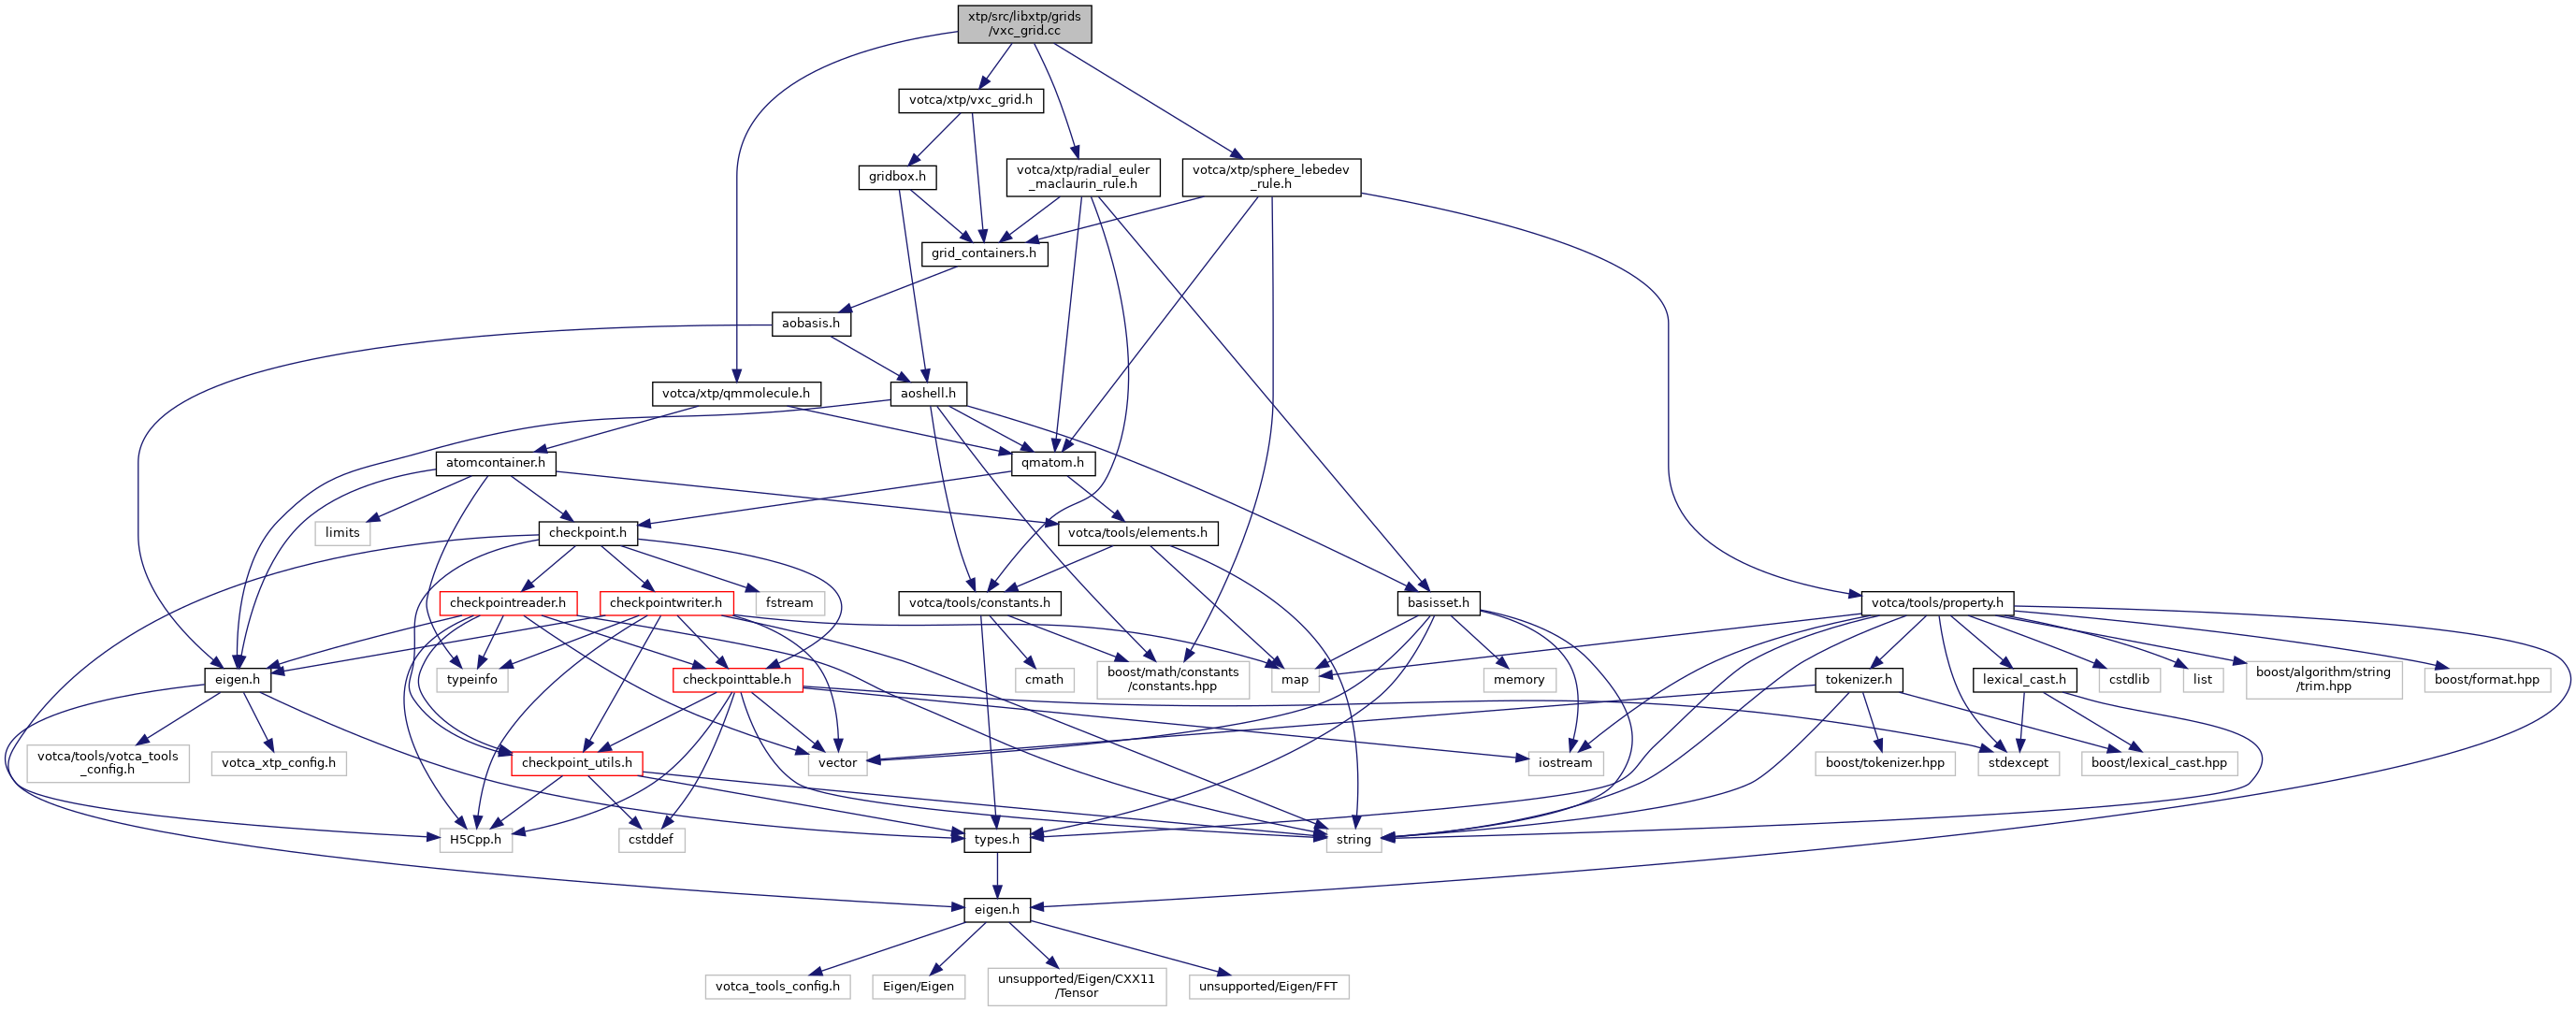 xtp/src/libxtp/grids
/vxc_grid.cc
votca/xtp/vxc_grid.h
gridbox.h
votca/xtp/radial_euler
_maclaurin_rule.h
votca/xtp/sphere_lebedev
_rule.h
grid_containers.h
aobasis.h
votca/xtp/qmmolecule.h
aoshell.h
atomcontainer.h
qmatom.h
limits
checkpoint.h
votca/tools/elements.h
checkpointreader.h
checkpointwriter.h
fstream
votca/tools/constants.h
basisset.h
votca/tools/property.h
eigen.h
typeinfo
checkpointtable.h
cmath
boost/math/constants
/constants.hpp
map
memory
tokenizer.h
lexical_cast.h
cstdlib
list
boost/algorithm/string
/trim.hpp
boost/format.hpp
votca/tools/votca_tools
_config.h
votca_xtp_config.h
checkpoint_utils.h
vector
iostream
boost/tokenizer.hpp
stdexcept
boost/lexical_cast.hpp
H5Cpp.h
cstddef
types.h
string
eigen.h
votca_tools_config.h
Eigen/Eigen
unsupported/Eigen/CXX11
/Tensor
unsupported/Eigen/FFT